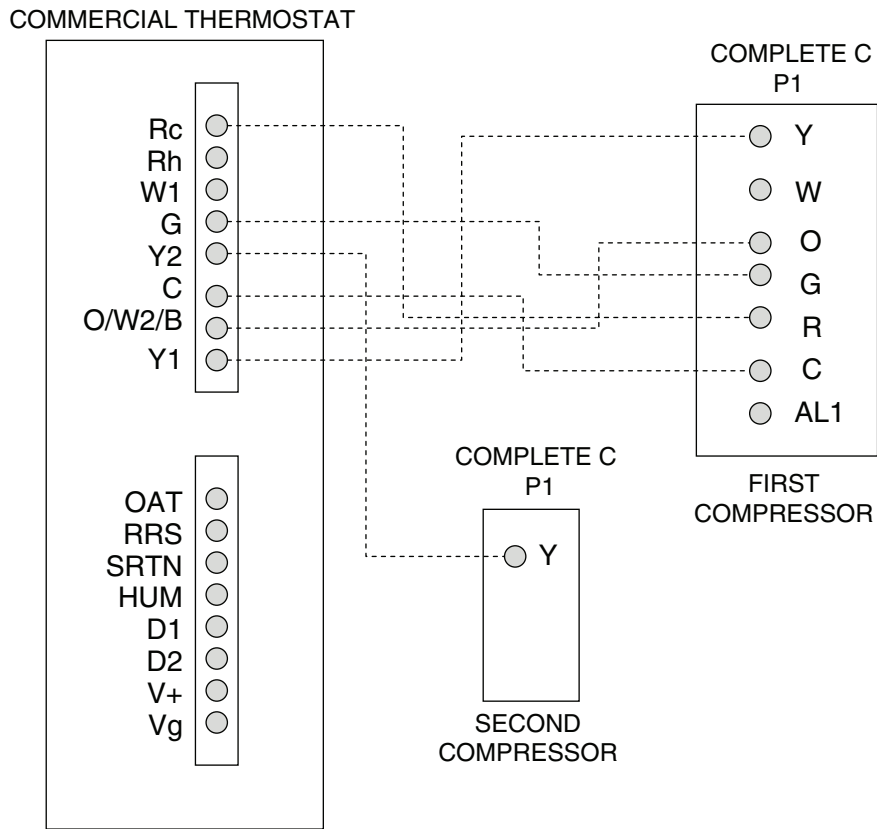 COMMERCIAL THERMOSTAT
Rc
Rh
W1
G
Y2
C
O/W2/B
Y1
OAT
RRS
SRTN
HUM
D1
D2
V+
Vg
COMPLETE C
P1
Y
SECOND
COMPRESSOR
COMPLETE C
P1
Y
W
O
G
R
C
AL1
FIRST
COMPRESSOR